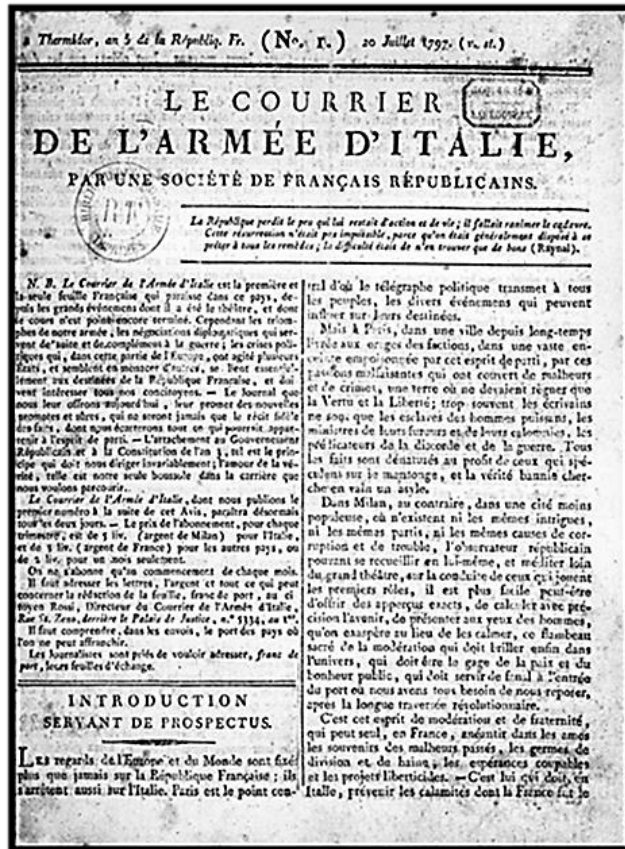 Thermidor, an 5 de la Républiq. Fr. (No. 1.) 20 Juillet 1797. (v. st.)
LE COURRIER
DE L'ARMÉE D'ITALIE,
PAR UNE SOCIÉTÉ DE FRANÇAIS RÉPUBLICAINS.
La République perdit le peu qui lui restait d'action et de vie; il fallait ranimer le cadavre.
Cette résurrection n'était pas impossible, parce qu'on était généralement disposé à se
prêter à tous les remèdes; la difficulté était de n'en trouver que de bons (Raynal).
N. B. Le Courrier de l'Armée d'Italie est la première et
la seule feuille Française qui paraisse dans ce pays, de-
puis les grands événemens dont il a été le théâtre, et dont
le cours n'est point encore terminé. Cependant les triom-
phes de notre armée, les négociations diplomatiques qui ser-
vent de suite et de complément à la guerre; les crises poli-
tiques qui, dans cette partie de l'Europe, ont agité plusieurs
États, et semblent en menacer d'autres, se lient essentiel-
lement aux destinées de la République Française, et doi-
vent intéresser tous nos concitoyens. — Le Journal que
nous leur offrons aujourd'hui, leur promet des nouvelles
promptes et sûres, qui ne seront jamais que le récit fidèle
des faits, dont nous écarterons tout ce qui pourrait appar-
tenir à l'esprit de parti. — L'attachement au Gouvernement
Républicain et à la Constitution de l'an 3, tel est le prin-
cipe qui doit nous diriger invariablement; l'amour de la vé-
rité, telle est notre seule boussole dans la carrière que
nous voulons parcourir.
Le Courrier de l'Armée d'Italie, dont nous publions le
premier numéro à la suite de cet Avis, paraîtra désormais
tous les deux jours. — Le prix de l'abonnement, pour chaque
trimestre, est de 5 liv. (argent de Milan) pour l'Italie,
et de 5 liv. (argent de France) pour les autres pays, ou
de 2 liv. pour un mois seulement.
On ne s'abonne qu'au commencement de chaque mois.
Il faut adresser les lettres, l'argent et tout ce qui peut
concerner la rédaction de la feuille, franc de port, au ci-
toyen Rossi, Directeur du Courrier de l'Armée d'Italie,
Rue St. Zeno, derrière le Palais de Justice, n.° 5334, au 1er.
Il faut comprendre, dans les envois, le port des pays où
l'on ne peut affranchir.
Les Journalistes sont priés de vouloir adresser, franc de
port, leurs feuilles d'échange.
INTRODUCTION
SERVANT DE PROSPECTUS.
LES regards de l'Europe et du Monde sont fixés
plus que jamais sur la République Française; ils
s'arrêtent aussi sur l'Italie. Paris est le point cen-
tral d'où le télégraphe politique transmet à tous
les peuples, les divers événemens qui peuvent
influer sur leurs destinées.
Mais à Paris, dans une ville depuis long-temps
livrée aux orages des factions, dans une vaste en-
ceinte empoisonnée par cet esprit de parti, par ces
passions malfaisantes qui ont couvert de malheurs
et de crimes, une terre où ne devaient régner que
la Vertu et la Liberté; trop souvent les écrivains
ne sont que les esclaves des hommes puissans, les
ministres de leurs fureurs et de leurs calomnies, les
prédicateurs de la discorde et de la guerre. Tous
les faits sont dénaturés au profit de ceux qui spé-
culent sur le mensonge, et la vérité bannie cher-
che en vain un asyle.
Dans Milan, au contraire, dans une cité moins
populeuse, où n'existent ni les mêmes intrigues,
ni les mêmes partis, ni les mêmes causes de cor-
ruption et de trouble, l'observateur républicain
pouvant se recueillir en lui-même, et méditer loin
du grand théâtre, sur la conduite de ceux qui jouent
les premiers rôles, il est plus facile peut-être
d'offrir des apperçus exacts, de calculer avec pré-
cision l'avenir, de présenter aux yeux des hommes,
qu'on exaspère au lieu de les calmer, ce flambeau
sacré de la modération qui doit briller enfin dans
l'univers, qui doit être le gage de la paix et du
bonheur public, qui doit servir de fanal à l'entrée
du port où nous avons tous besoin de nous reposer,
après la longue traversée révolutionnaire.
C'est cet esprit de modération et de fraternité,
qui peut seul, en France, anéantir dans les ames
les souvenirs des malheurs passés, les germes de
division et de haine, les espérances coupables
et les projets liberticides. — C'est lui qui doit, en
Italie, prévenir les calamités dont la France fut le